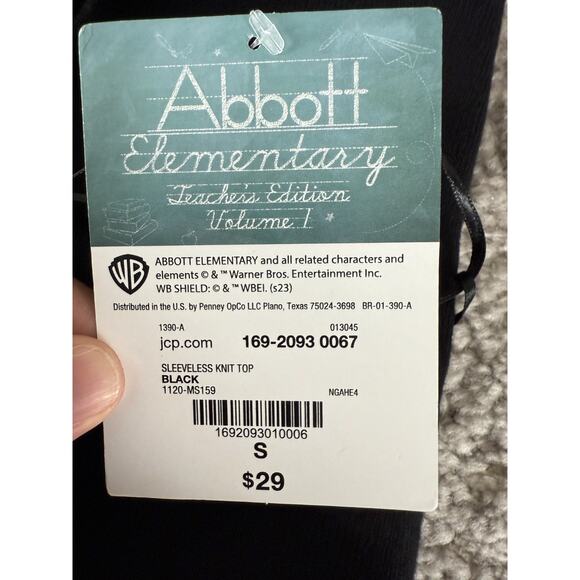 Abbott
Elementary
Teacher's Edition
Volume 1
WB
ABBOTT ELEMENTARY and all related characters and
elements © & ™ Warner Bros. Entertainment Inc.
WB SHIELD: © & ™ WBEI. (s23)
Distributed in the U.S. by Penney OpCo LLC Plano, Texas 75024-3698 BR-01-390-A
1390-A 013045
jcp.com 169-2093 0067
SLEEVELESS KNIT TOP
BLACK
1120-MS159 NGAHE4
1692093010006
S
$29